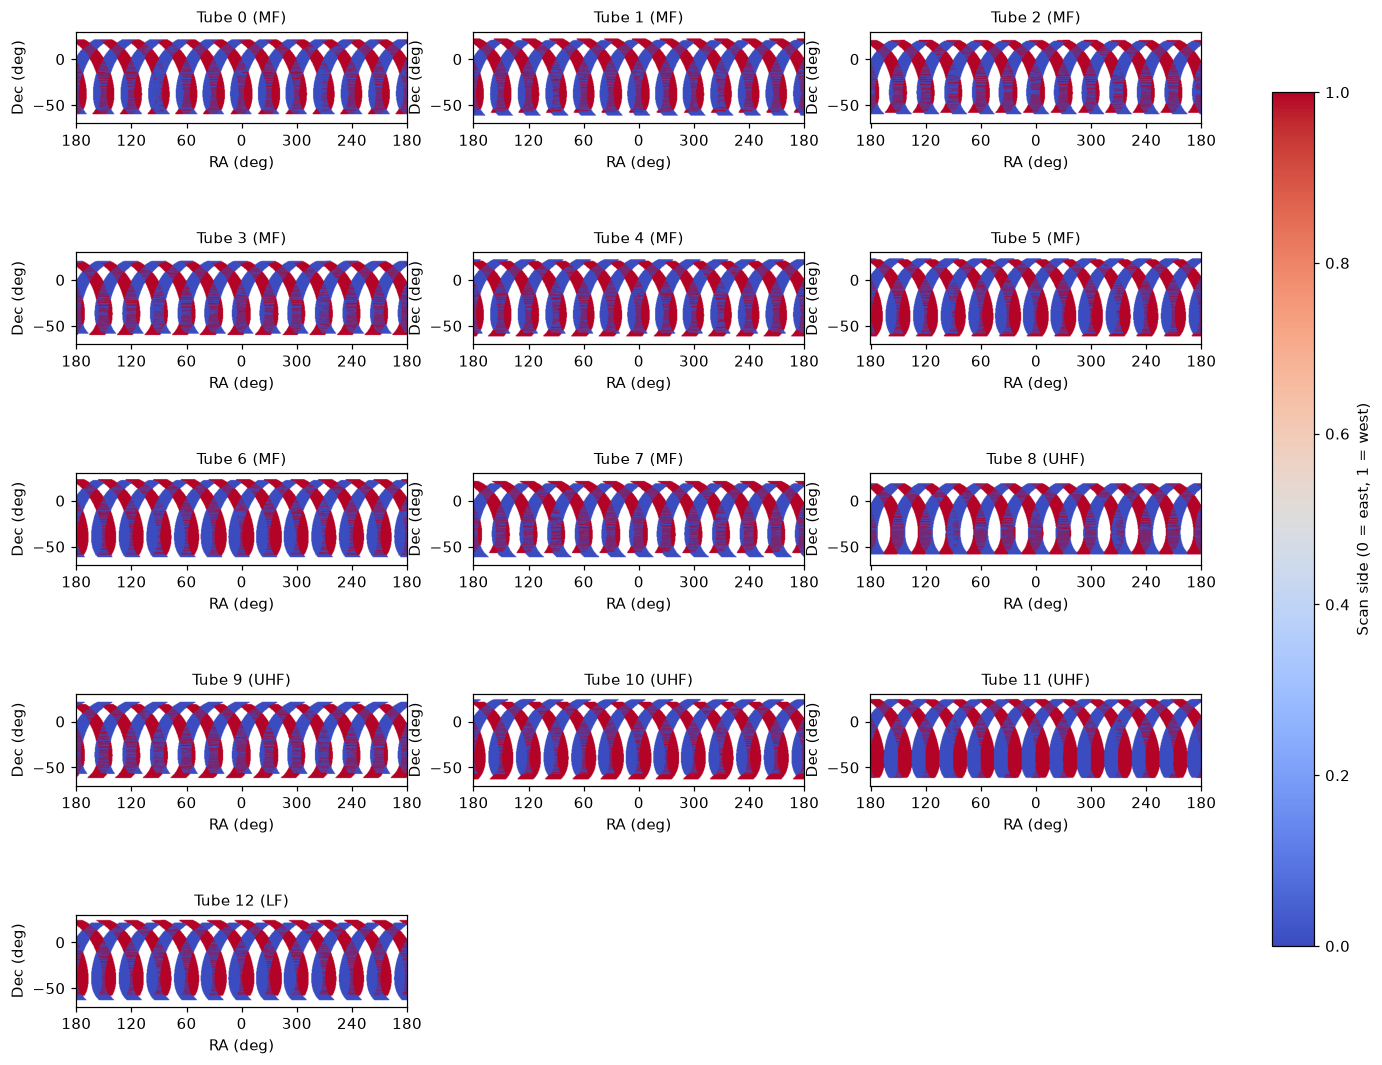 Tube 0 (MF)
Tube 1 (MF)
Tube 2 (MF)
Dec (deg)
0
−50
180 120 60 0 300 240 180
RA (deg)
Dec (deg)
0
−50
180 120 60 0 300 240 180
RA (deg)
Dec (deg)
0
−50
180 120 60 0 300 240 180
RA (deg)
Tube 3 (MF)
Tube 4 (MF)
Tube 5 (MF)
Dec (deg)
0
−50
180 120 60 0 300 240 180
RA (deg)
Dec (deg)
0
−50
180 120 60 0 300 240 180
RA (deg)
Dec (deg)
0
−50
180 120 60 0 300 240 180
RA (deg)
Tube 6 (MF)
Tube 7 (MF)
Tube 8 (UHF)
Dec (deg)
0
−50
180 120 60 0 300 240 180
RA (deg)
Dec (deg)
0
−50
180 120 60 0 300 240 180
RA (deg)
Dec (deg)
0
−50
180 120 60 0 300 240 180
RA (deg)
Tube 9 (UHF)
Tube 10 (UHF)
Tube 11 (UHF)
Dec (deg)
0
−50
180 120 60 0 300 240 180
RA (deg)
Dec (deg)
0
−50
180 120 60 0 300 240 180
RA (deg)
Dec (deg)
0
−50
180 120 60 0 300 240 180
RA (deg)
Tube 12 (LF)
Dec (deg)
0
−50
180 120 60 0 300 240 180
RA (deg)
1.0
0.8
0.6
0.4
0.2
0.0
Scan side (0 = east, 1 = west)